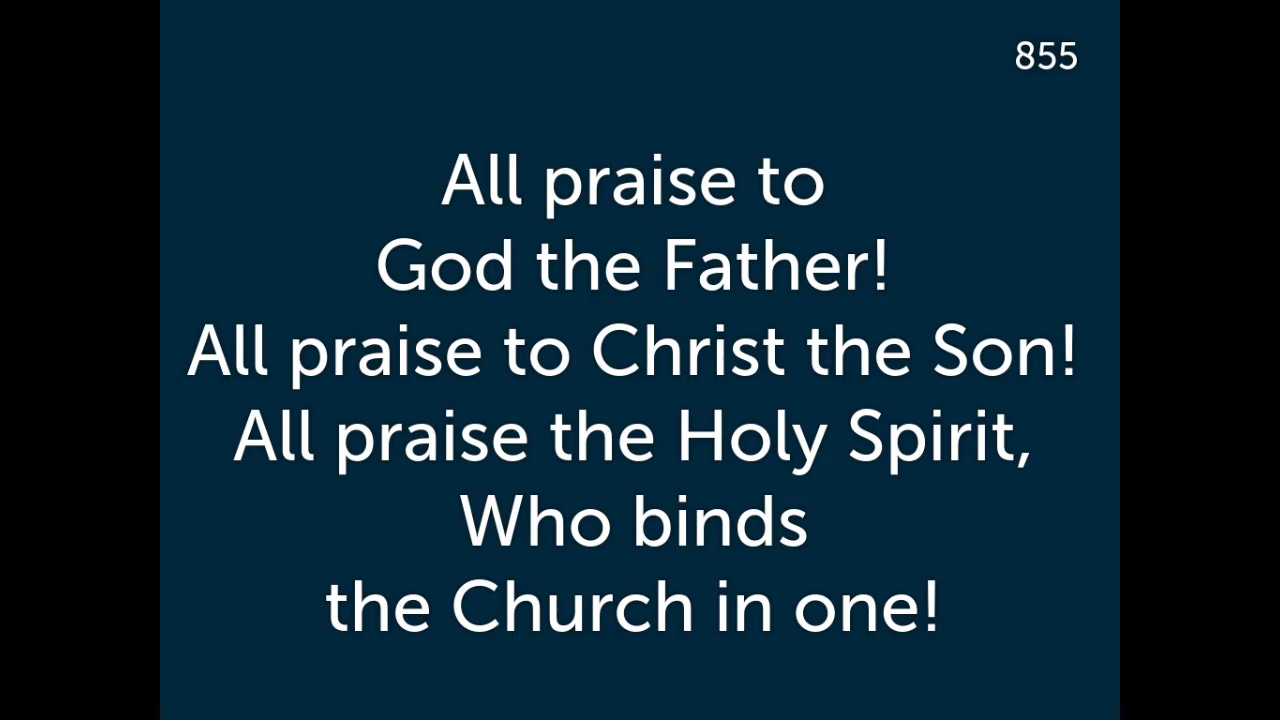 855
All praise to
God the Father!
All praise to Christ the Son!
All praise the Holy Spirit,
Who binds
the Church in one!